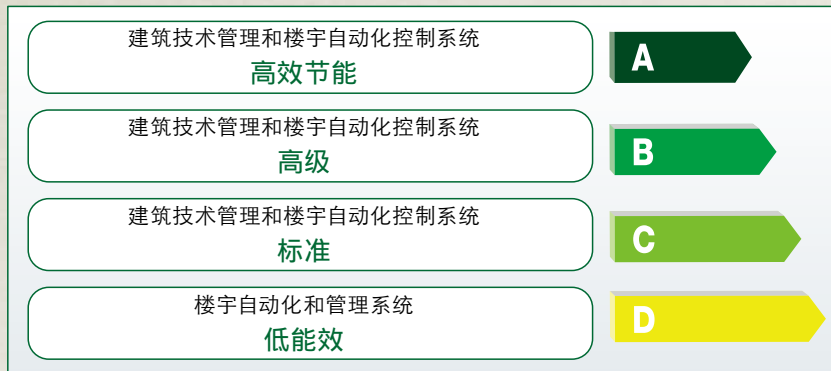 建筑技术管理和楼宇自动化控制系统
高效节能
A
建筑技术管理和楼宇自动化控制系统
高级
B
建筑技术管理和楼宇自动化控制系统
标准
C
楼宇自动化和管理系统
低能效
D